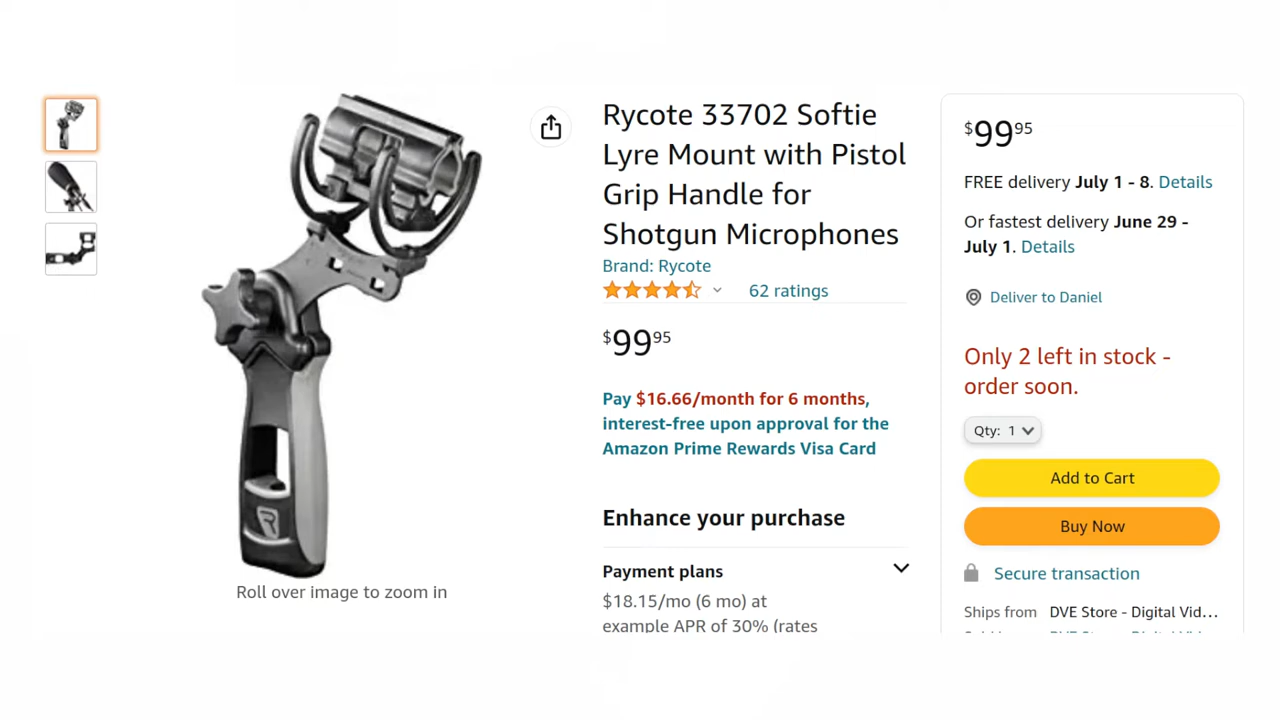 Rycote 33702 Softie
Lyre Mount with Pistol
Grip Handle for
Shotgun Microphones
Brand: Rycote
62 ratings
$99 95
Pay $16.66/month for 6 months,
interest-free upon approval for the
Amazon Prime Rewards Visa Card
Enhance your purchase
Payment plans
$18.15/mo (6 mo) at
example APR of 30% (rates
Roll over image to zoom in
$99 95
FREE delivery July 1 - 8. Details
Or fastest delivery June 29 -
July 1. Details
Deliver to Daniel
Only 2 left in stock -
order soon.
Qty: 1
Add to Cart
Buy Now
Secure transaction
Ships from DVE Store - Digital Vid...